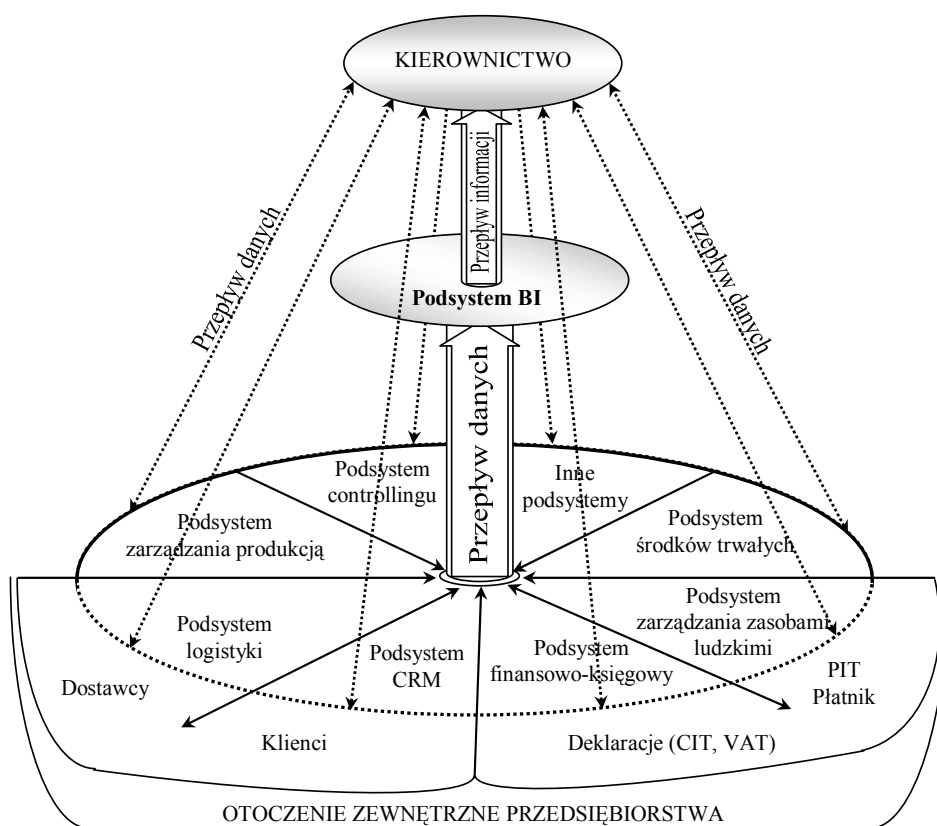 KIEROWNICTWO
Przepływ informacji
Przepływ danych
Przepływ danych
Podsystem BI
Przepływ danych
Podsystem
controllingu
Inne
podsystemy
Podsystem
zarządzania produkcją
Podsystem
środków trwałych
Podsystem
logistyki
Podsystem
CRM
Podsystem
finansowo-księgowy
Podsystem
zarządzania zasobami
ludzkimi
Dostawcy
PIT
Płatnik
Klienci
Deklaracje (CIT, VAT)
OTOCZENIE ZEWNĘTRZNE PRZEDSIĘBIORSTWA